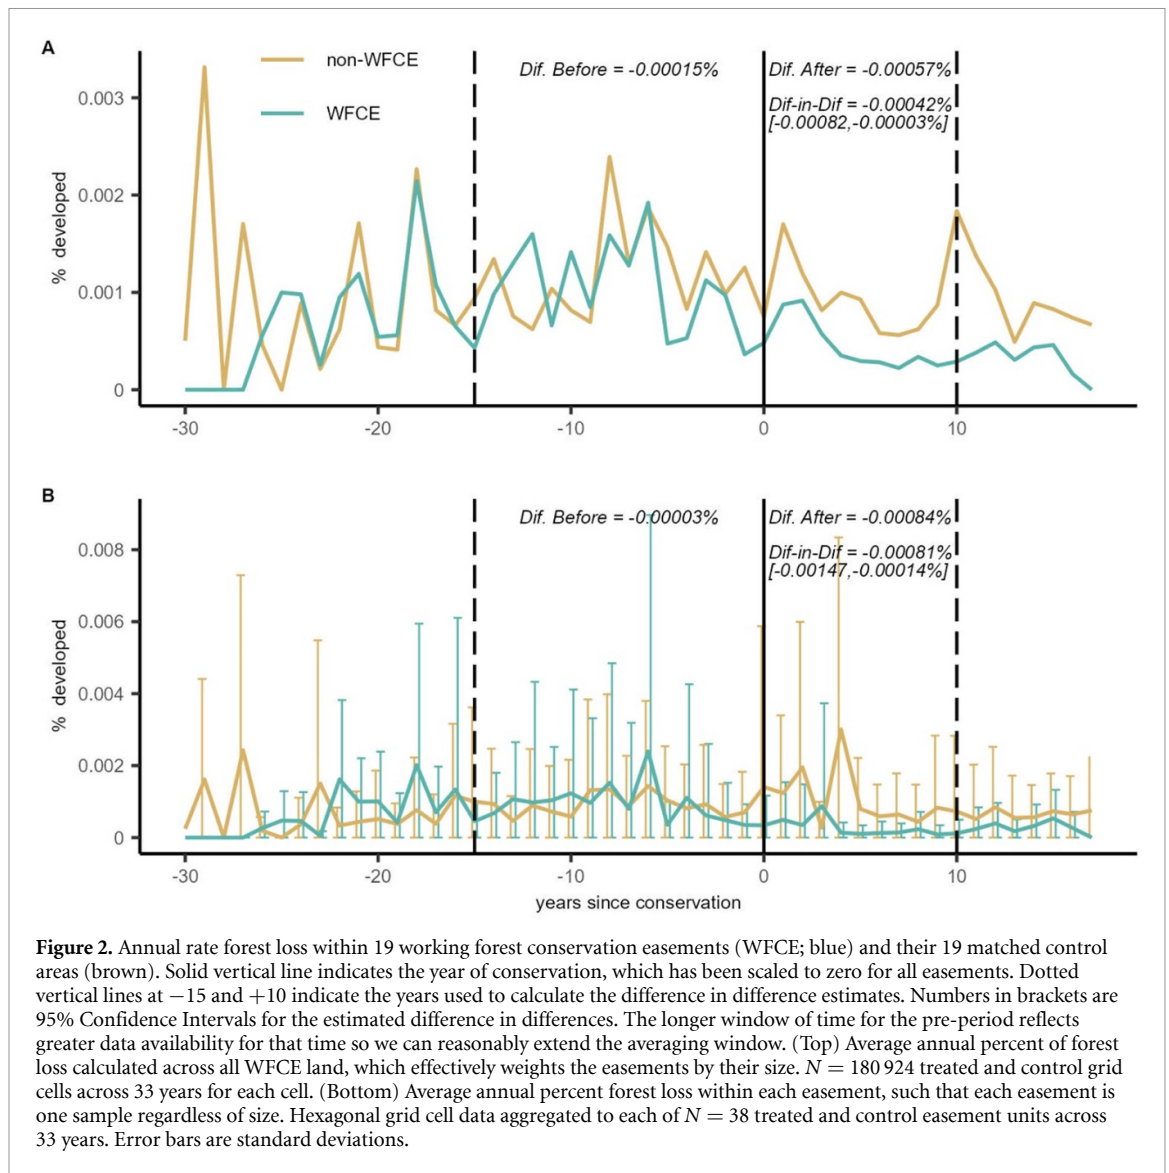 A
non-WFCE
WFCE
Dif. Before = -0.00015%
Dif. After = -0.00057%
Dif-in-Dif = -0.00042%
[-0.00082,-0.00003%]
% developed
0.003
0.002
0.001
0
-30
-20
-10
0
10
B
Dif. Before = -0.00003%
Dif. After = -0.00084%
Dif-in-Dif = -0.00081%
[-0.00147,-0.00014%]
% developed
0.008
0.006
0.004
0.002
0
-30
-20
-10
0
10
years since conservation
Figure 2. Annual rate forest loss within 19 working forest conservation easements (WFCE; blue) and their 19 matched control
areas (brown). Solid vertical line indicates the year of conservation, which has been scaled to zero for all easements. Dotted
vertical lines at −15 and +10 indicate the years used to calculate the difference in difference estimates. Numbers in brackets are
95% Confidence Intervals for the estimated difference in differences. The longer window of time for the pre-period reflects
greater data availability for that time so we can reasonably extend the averaging window. (Top) Average annual percent of forest
loss calculated across all WFCE land, which effectively weights the easements by their size. N = 180 924 treated and control grid
cells across 33 years for each cell. (Bottom) Average annual percent forest loss within each easement, such that each easement is
one sample regardless of size. Hexagonal grid cell data aggregated to each of N = 38 treated and control easement units across
33 years. Error bars are standard deviations.